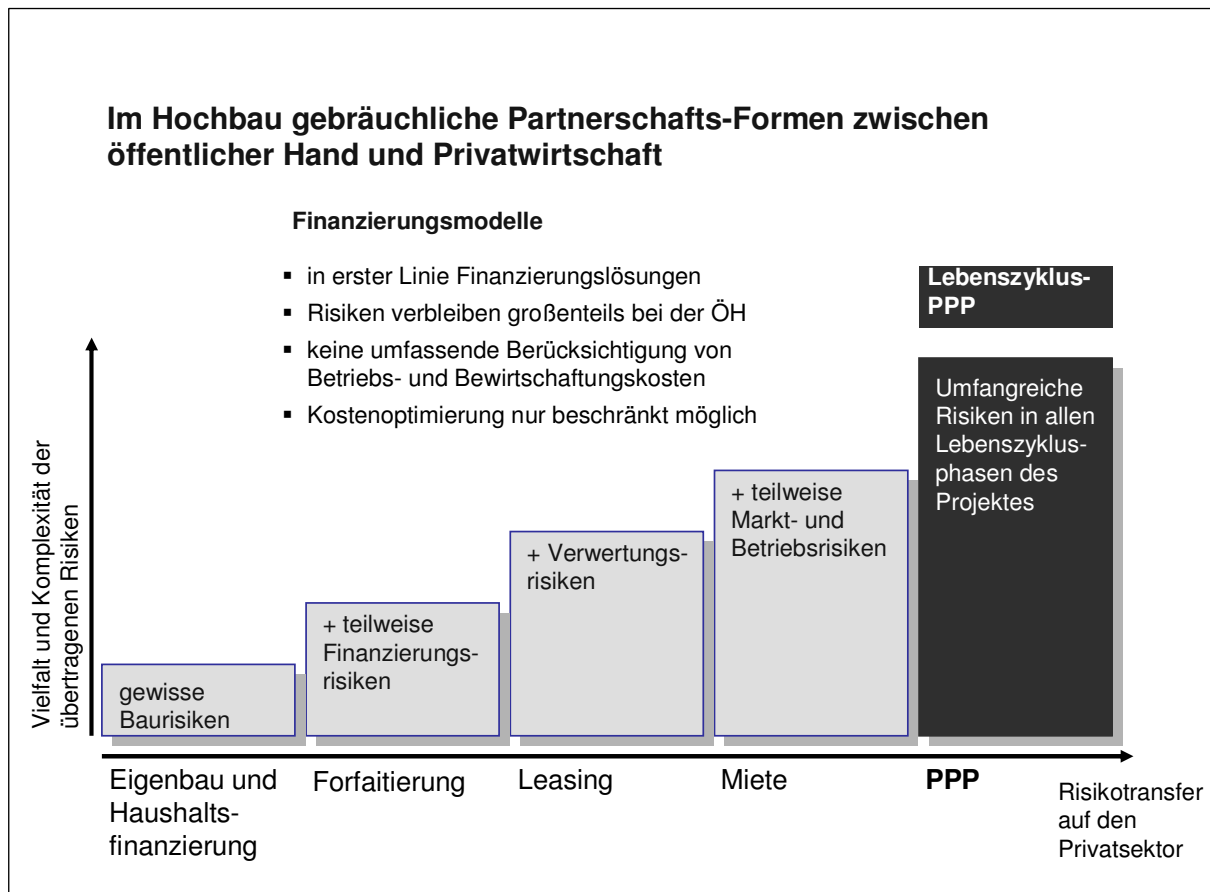 Im Hochbau gebräuchliche Partnerschafts-Formen zwischen
öffentlicher Hand und Privatwirtschaft
Finanzierungsmodelle
▪ in erster Linie Finanzierungslösungen
▪ Risiken verbleiben großenteils bei der ÖH
▪ keine umfassende Berücksichtigung von
Betriebs- und Bewirtschaftungskosten
▪ Kostenoptimierung nur beschränkt möglich
Lebenszyklus-
PPP
Vielfalt und Komplexität der
übertragenen Risiken
gewisse
Baurisiken
+ teilweise
Finanzierungs-
risiken
+ Verwertungs-
risiken
+ teilweise
Markt- und
Betriebsrisiken
Umfangreiche
Risiken in allen
Lebenszyklus-
phasen des
Projektes
Eigenbau und
Haushalts-
finanzierung
Forfaitierung
Leasing
Miete
PPP
Risikotransfer
auf den
Privatsektor